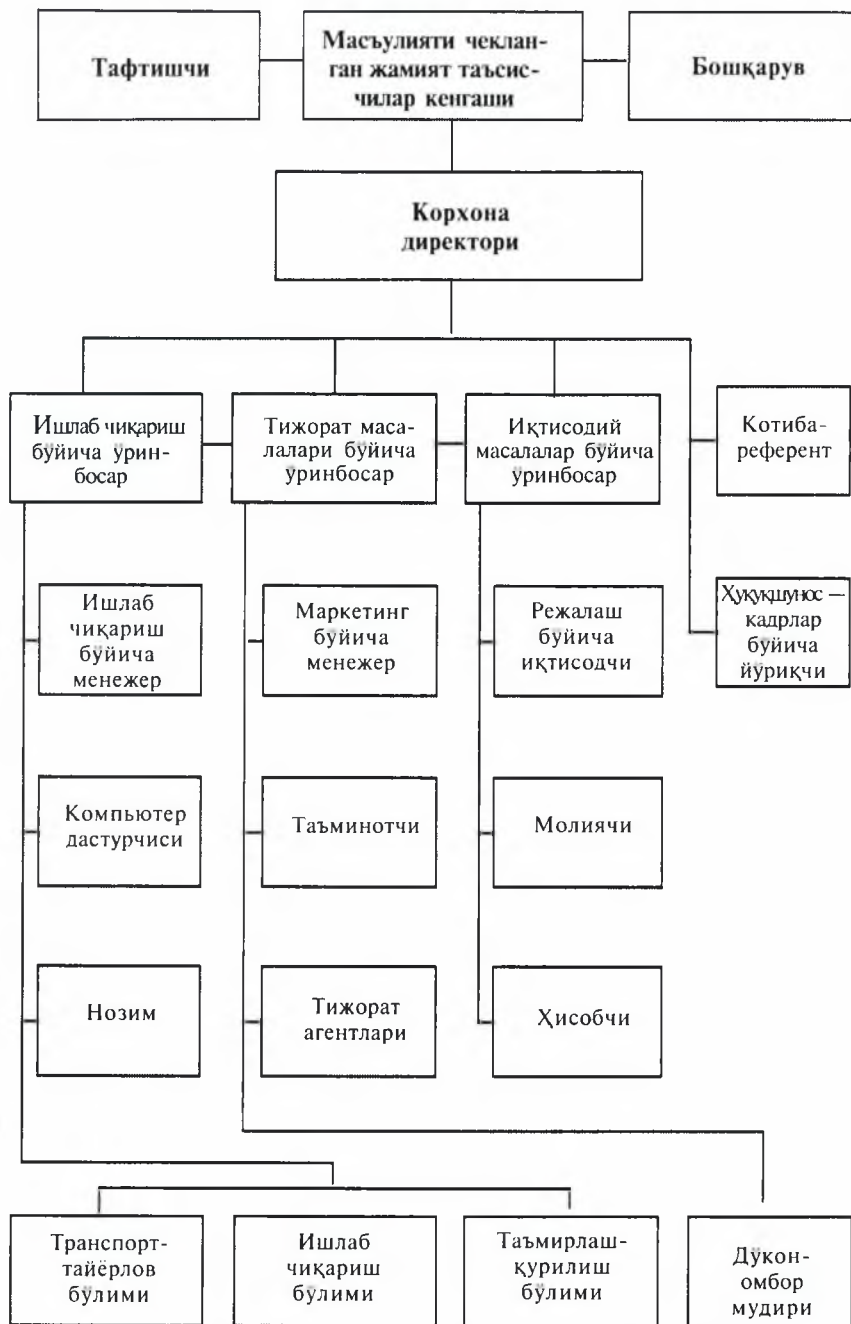 Тафтишчи
Масъулияти чеклан-
ган жамият таъсис-
чилар кенгаши
Бошқарув
Корхона
директори
Ишлаб чиқариш
бўйича ўрин-
босар
Тижорат маса-
лалари бўйича
ўринбосар
Иқтисодий
масалалар бўйича
ўринбосар
Котиба-
референт
Ишлаб
чиқариш
бўйича
менежер
Маркетинг
бўйича
менежер
Режалаш
бўйича
иқтисодчи
Ҳуқуқшунос —
кадрлар
бўйича
йўриқчи
Компьютер
дастурчиси
Таъминотчи
Молиячи
Нозим
Тижорат
агентлари
Ҳисобчи
Транспорт-
тайёрлов
бўлими
Ишлаб
чиқариш
бўлими
Таъмирлаш-
қурилиш
бўлими
Дўкон-
омбор
мудири